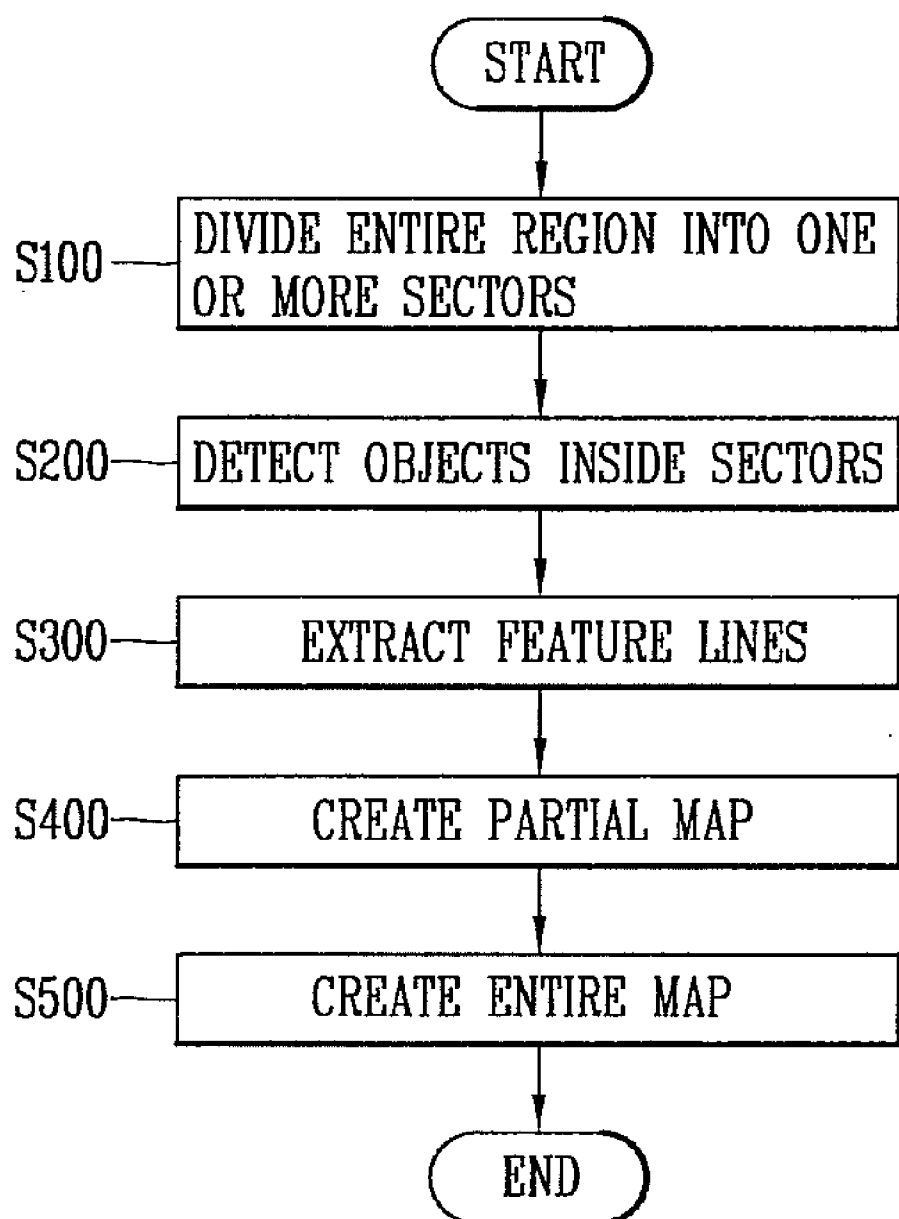 START
S100
DIVIDE ENTIRE REGION INTO ONE
OR MORE SECTORS
S200
DETECT OBJECTS INSIDE SECTORS
S300
EXTRACT FEATURE LINES
S400
CREATE PARTIAL MAP
S500
CREATE ENTIRE MAP
END